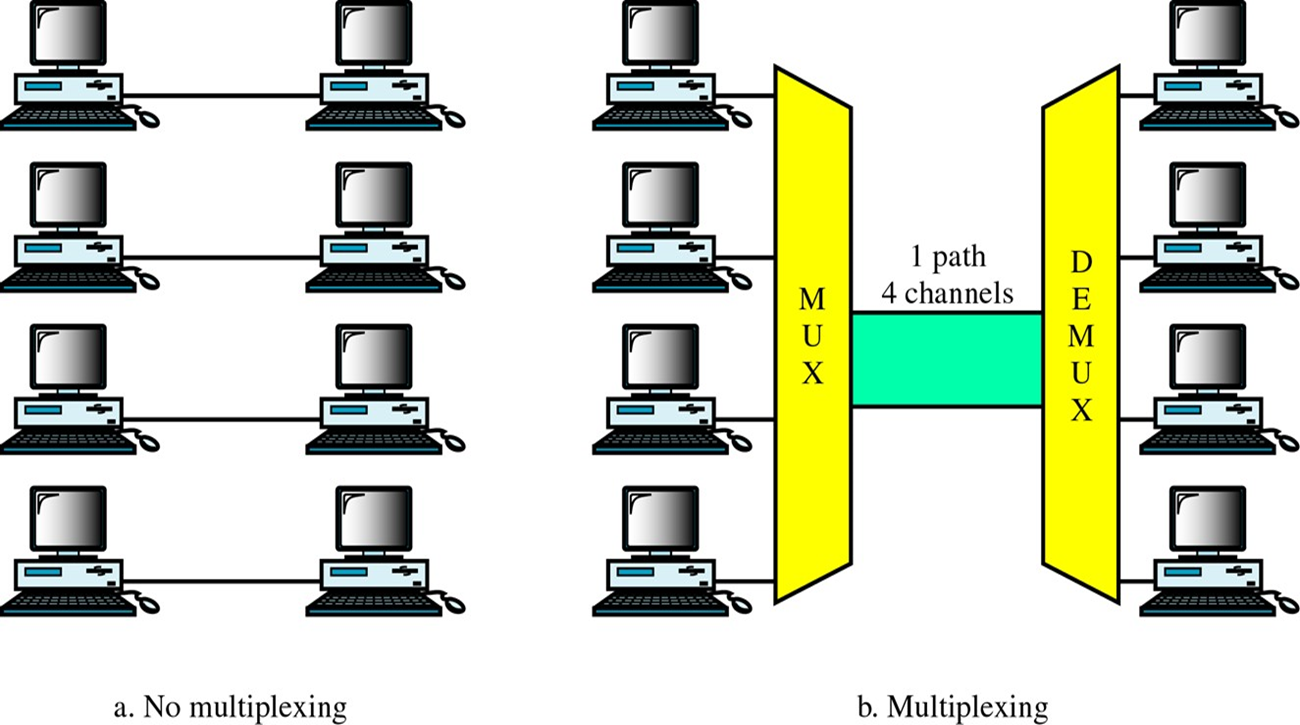 1 path
4 channels
M
U
X
D
E
M
U
X
a. No multiplexing
b. Multiplexing